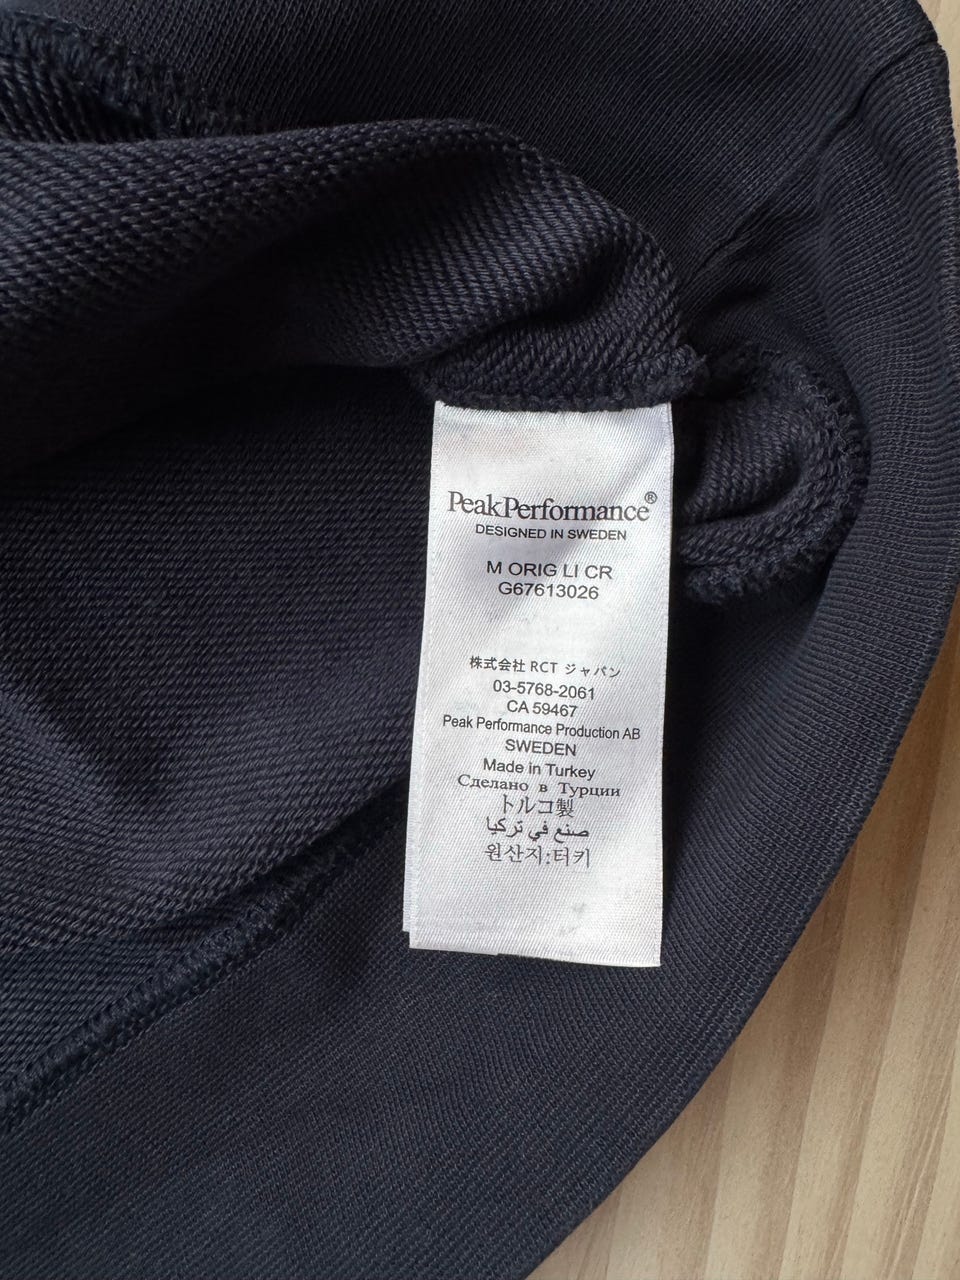 PeakPerformance®
DESIGNED IN SWEDEN
M ORIG LI CR
G67613026
株式会社 RCT ジャパン
03-5768-2061
CA 59467
Peak Performance Production AB
SWEDEN
Made in Turkey
Сделано в Турции
トルコ製
صنع في تركيا
원산지:터키